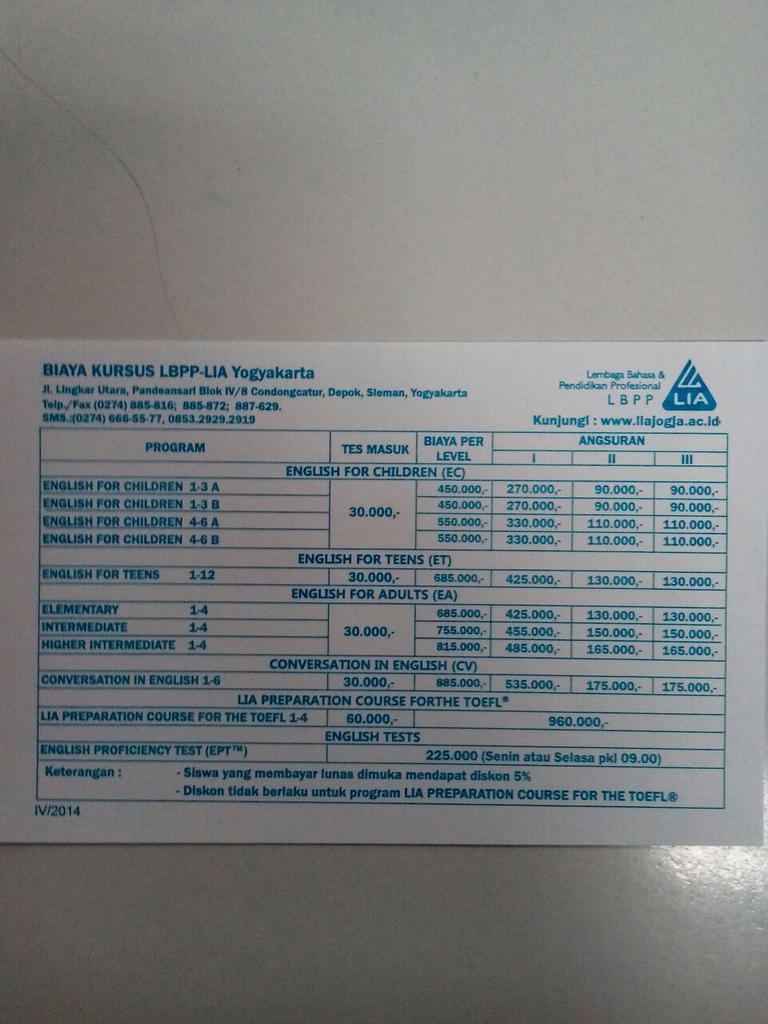 BIAYA KURSUS LBPP-LIA Yogyakarta
Jl. Lingkar Utara, Pandeansari Blok IV/8 Condongcatur, Depok, Sleman, Yogyakarta
Telp./Fax (0274) 885-816; 885-872; 887-629.
SMS.:(0274) 666-55-77, 0853.2929.2919
Lembaga Bahasa &
Pendidikan Profesional
LBPP
LIA
Kunjungi : www.liajogja.ac.id
PROGRAM TES MASUK BIAYA PER LEVEL ANGSURAN
I II III
ENGLISH FOR CHILDREN (EC)
ENGLISH FOR CHILDREN 1-3 A 450.000,- 270.000,- 90.000,- 90.000,-
30.000,-
ENGLISH FOR CHILDREN 1-3 B 450.000,- 270.000,- 90.000,- 90.000,-
ENGLISH FOR CHILDREN 4-6 A 550.000,- 330.000,- 110.000,- 110.000,-
ENGLISH FOR CHILDREN 4-6 B 550.000,- 330.000,- 110.000,- 110.000,-
ENGLISH FOR TEENS (ET)
ENGLISH FOR TEENS 1-12 30.000,- 685.000,- 425.000,- 130.000,- 130.000,-
ENGLISH FOR ADULTS (EA)
ELEMENTARY 1-4 685.000,- 425.000,- 130.000,- 130.000,-
INTERMEDIATE 1-4 30.000,- 755.000,- 455.000,- 150.000,- 150.000,-
HIGHER INTERMEDIATE 1-4 815.000,- 485.000,- 165.000,- 165.000,-
CONVERSATION IN ENGLISH (CV)
CONVERSATION IN ENGLISH 1-6 30.000,- 885.000,- 535.000,- 175.000,- 175.000,-
LIA PREPARATION COURSE FORTHE TOEFL®
LIA PREPARATION COURSE FOR THE TOEFL 1-4 60.000,- 960.000,-
ENGLISH TESTS
ENGLISH PROFICIENCY TEST (EPT™) 225.000 (Senin atau Selasa pkl 09.00)
Keterangan : - Siswa yang membayar lunas dimuka mendapat diskon 5%
- Diskon tidak berlaku untuk program LIA PREPARATION COURSE FOR THE TOEFL®
IV/2014